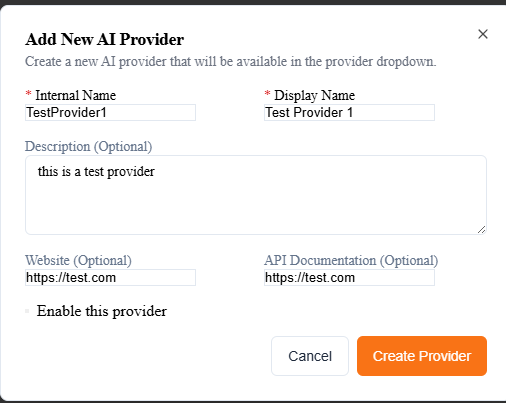 Add New AI Provider
Create a new AI provider that will be available in the provider dropdown.
* Internal Name
* Display Name
TestProvider1
Test Provider 1
Description (Optional)
this is a test provider
Website (Optional)
API Documentation (Optional)
https://test.com
https://test.com
Enable this provider
Cancel
Create Provider